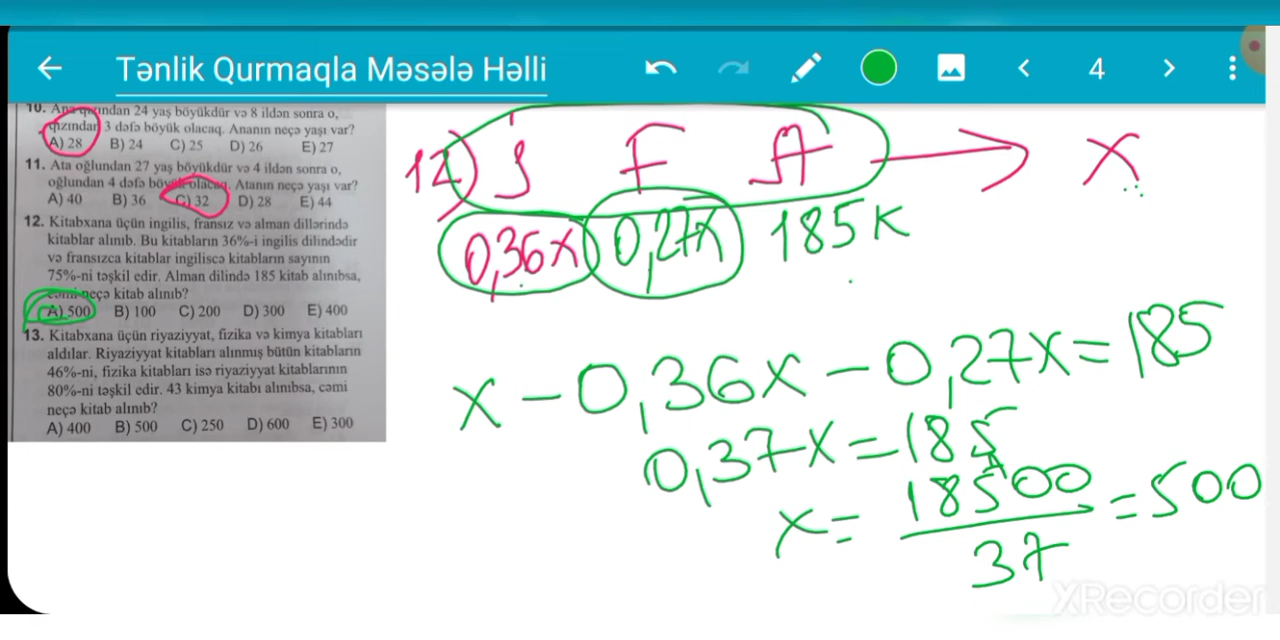 Tənlik Qurmaqla Məsələ Həlli
4
10. Ana qızından 24 yaş böyükdür və 8 ildən sonra o,
qızından 3 dəfə böyük olacaq. Ananın neçə yaşı var?
A) 28 B) 24 C) 25 D) 26 E) 27
11. Ata oğlundan 27 yaş böyükdür və 4 ildən sonra o,
oğlundan 4 dəfə böyük olacaq. Atanın neçə yaşı var?
A) 40 B) 36 C) 32 D) 28 E) 44
12. Kitabxana üçün ingilis, fransız və alman dillərində
kitablar alınıb. Bu kitabların 36%-i ingilis dilindədir
və fransızca kitablar ingiliscə kitabların sayının
75%-ni təşkil edir. Alman dilində 185 kitab alınıbsa,
cəmi neçə kitab alınıb?
A) 500 B) 100 C) 200 D) 300 E) 400
13. Kitabxana üçün riyaziyyat, fizika və kimya kitabları
aldılar. Riyaziyyat kitabları alınmış bütün kitabların
46%-ni, fizika kitabları isə riyaziyyat kitablarının
80%-ni təşkil edir. 43 kimya kitabı alınıbsa, cəmi
neçə kitab alınıb?
A) 400 B) 500 C) 250 D) 600 E) 300
12) İ F A → X
0,36x 0,27x 185 K
x - 0,36x - 0,27x = 185
0,37x = 185
x = 18500/37 = 500
XRecorder